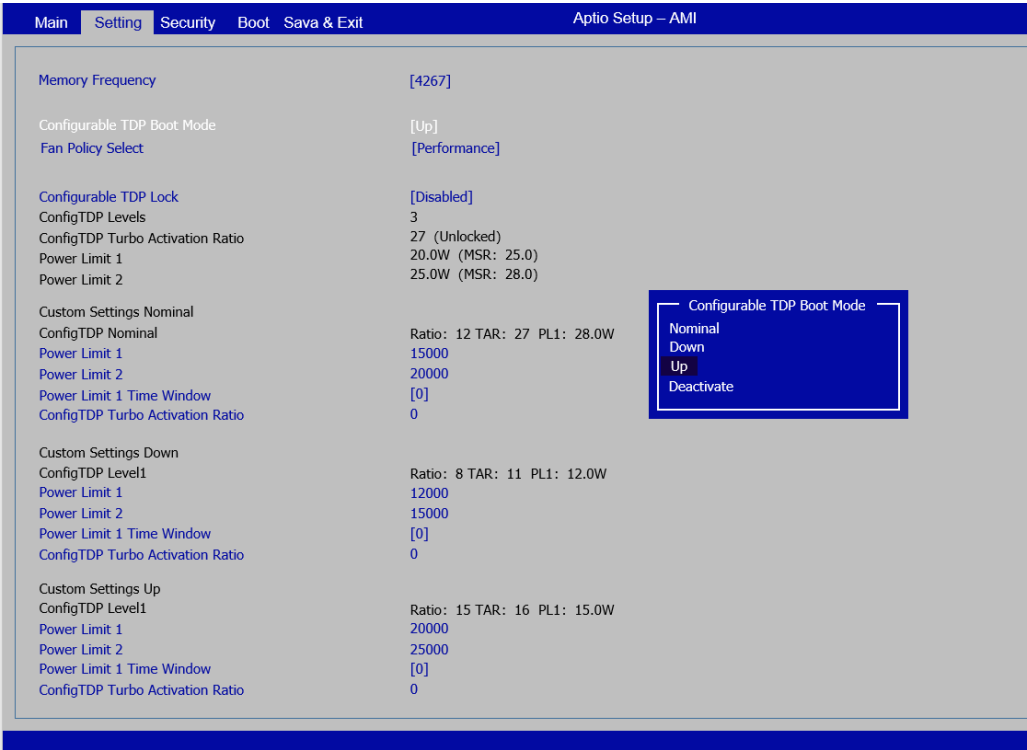 Aptio Setup – AMI
Main Setting Security Boot Sava & Exit
Memory Frequency [4267]
Configurable TDP Boot Mode [Up]
Fan Policy Select [Performance]
Configurable TDP Lock [Disabled]
ConfigTDP Levels 3
ConfigTDP Turbo Activation Ratio 27 (Unlocked)
Power Limit 1 20.0W (MSR: 25.0)
Power Limit 2 25.0W (MSR: 28.0)
Custom Settings Nominal
ConfigTDP Nominal Ratio: 12 TAR: 27 PL1: 28.0W
Power Limit 1 15000
Power Limit 2 20000
Power Limit 1 Time Window [0]
ConfigTDP Turbo Activation Ratio 0
Custom Settings Down
ConfigTDP Level1 Ratio: 8 TAR: 11 PL1: 12.0W
Power Limit 1 12000
Power Limit 2 15000
Power Limit 1 Time Window [0]
ConfigTDP Turbo Activation Ratio 0
Custom Settings Up
ConfigTDP Level1 Ratio: 15 TAR: 16 PL1: 15.0W
Power Limit 1 20000
Power Limit 2 25000
Power Limit 1 Time Window [0]
ConfigTDP Turbo Activation Ratio 0
Configurable TDP Boot Mode
Nominal
Down
Up
Deactivate